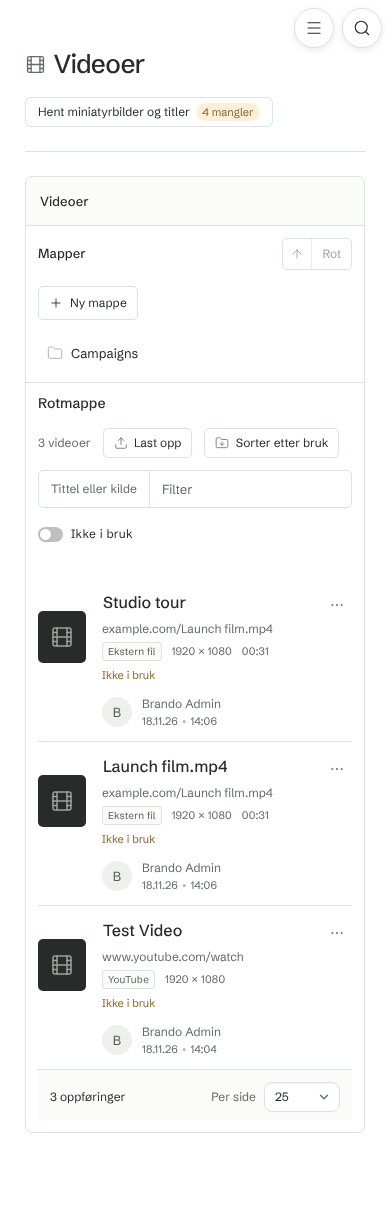 Videoer
Hent miniatyrbilder og titler 4 mangler
Videoer
Mapper
Rot
Ny mappe
Campaigns
Rotmappe
3 videoer Last opp Sorter etter bruk
Tittel eller kilde Filter
Ikke i bruk
Studio tour
example.com/Launch film.mp4
Ekstern fil 1920 × 1080 00:31
Ikke i bruk
B Brando Admin
18.11.26 • 14:06
Launch film.mp4
example.com/Launch film.mp4
Ekstern fil 1920 × 1080 00:31
Ikke i bruk
B Brando Admin
18.11.26 • 14:06
Test Video
www.youtube.com/watch
YouTube 1920 × 1080
Ikke i bruk
B Brando Admin
18.11.26 • 14:04
3 oppføringer Per side 25